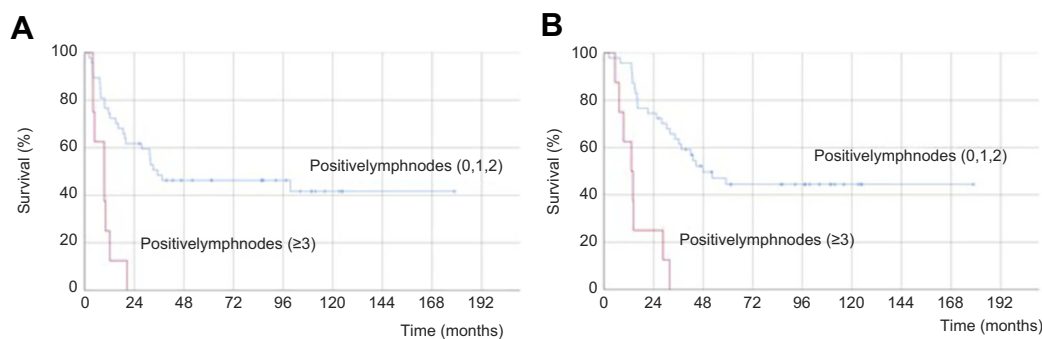 A
Survival (%)
100
80
60
40
20
0
Positivelymphnodes (0,1,2)
Positivelymphnodes (≥3)
0 24 48 72 96 120 144 168 192
Time (months)
B
Survival (%)
100
80
60
40
20
0
Positivelymphnodes (0,1,2)
Positivelymphnodes (≥3)
0 24 48 72 96 120 144 168 192
Time (months)